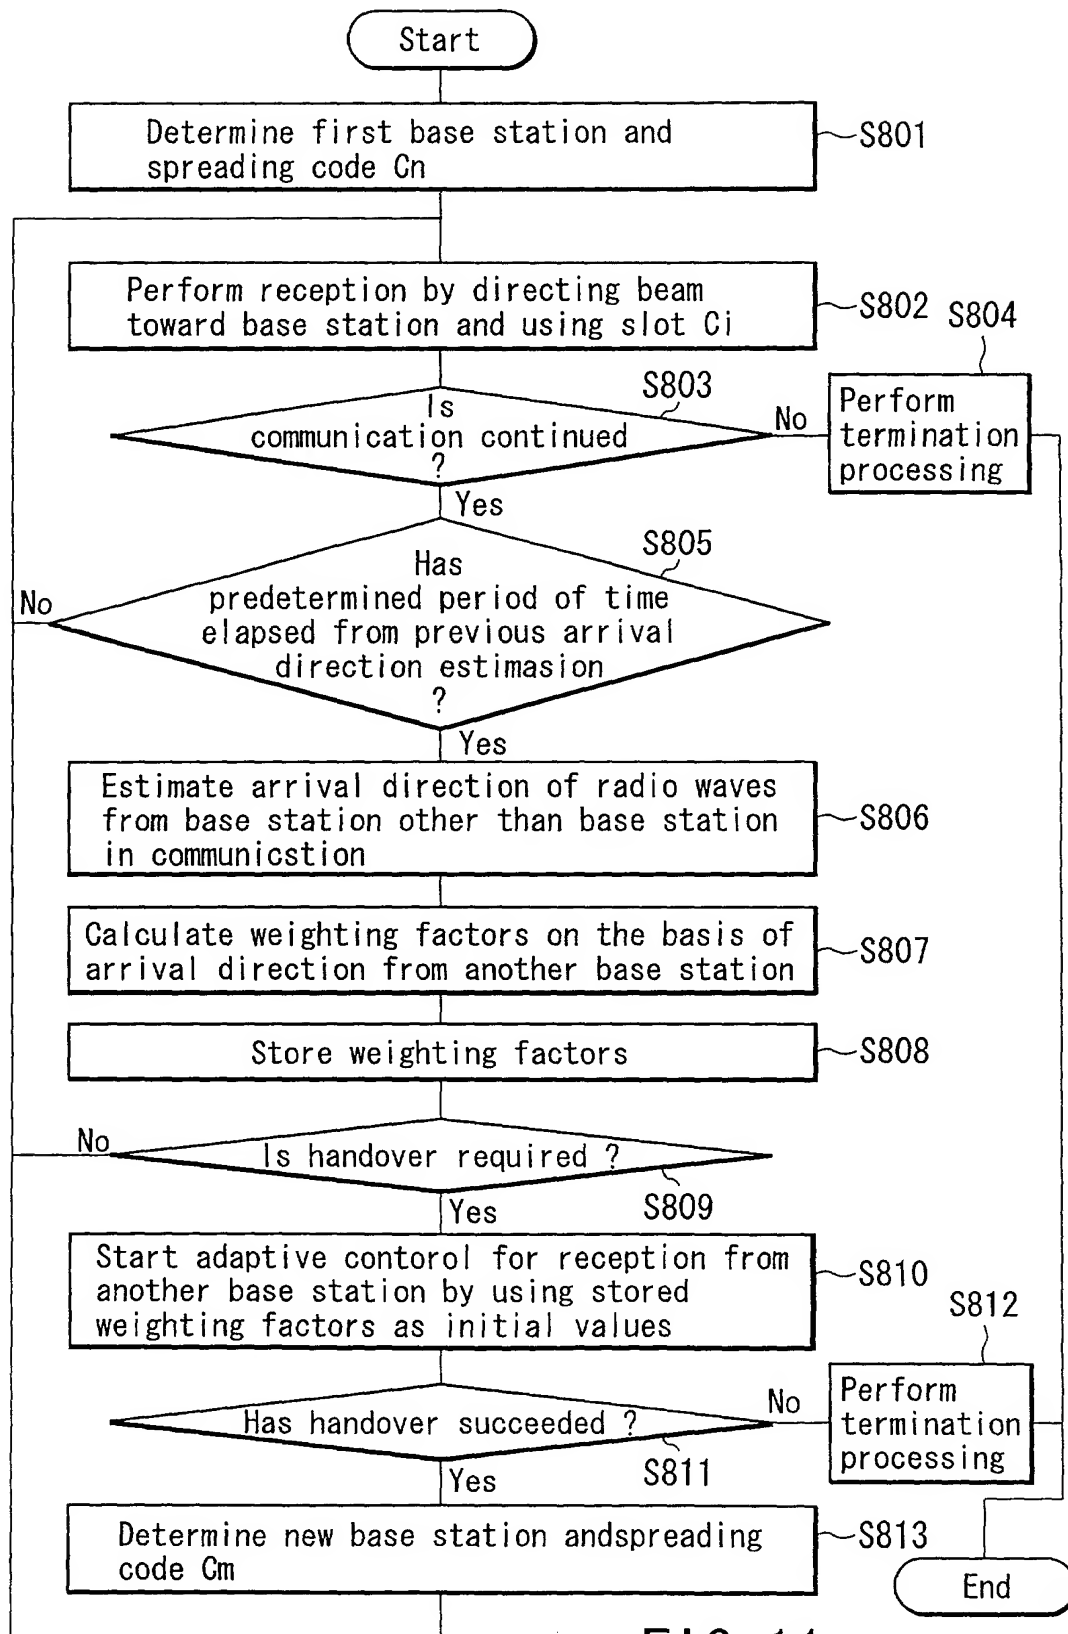 Start
Determine first base station and
spreading code Cn
S801
Perform reception by directing beam
toward base station and using slot Ci
S802
S804
S803
Is
communication continued
?
No
Perform
termination
processing
Yes
S805
Has
predetermined period of time
elapsed from previous arrival
direction estimasion
?
No
Yes
Estimate arrival direction of radio waves
from base station other than base station
in communicstion
S806
Calculate weighting factors on the basis of
arrival direction from another base station
S807
Store weighting factors
S808
No
Is handover required ?
S809
Yes
Start adaptive contorol for reception from
another base station by using stored
weighting factors as initial values
S810
S812
Has handover succeeded ?
No
Perform
termination
processing
S811
Yes
Determine new base station andspreading
code Cm
S813
End